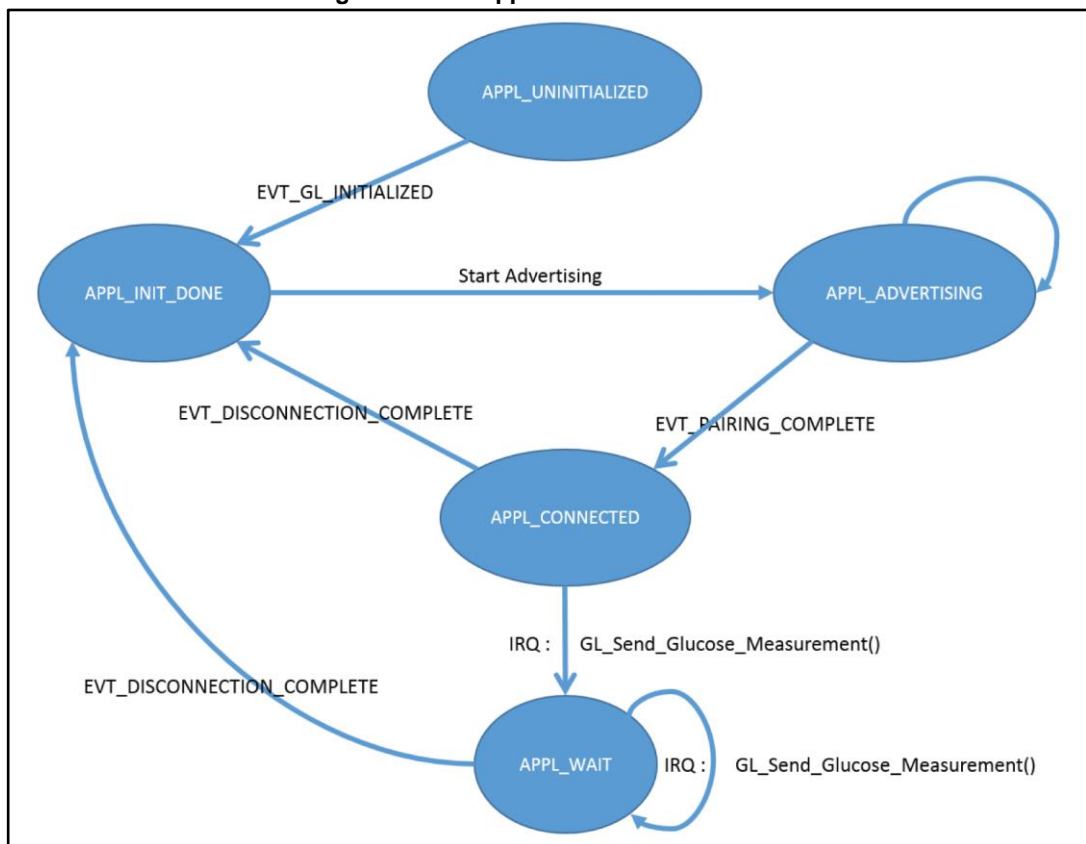 APPL_UNINITIALIZED
EVT_GL_INITIALIZED
APPL_INIT_DONE
Start Advertising
APPL_ADVERTISING
EVT_DISCONNECTION_COMPLETE
EVT_PAIRING_COMPLETE
APPL_CONNECTED
IRQ : GL_Send_Glucose_Measurement()
EVT_DISCONNECTION_COMPLETE
APPL_WAIT
IRQ : GL_Send_Glucose_Measurement()